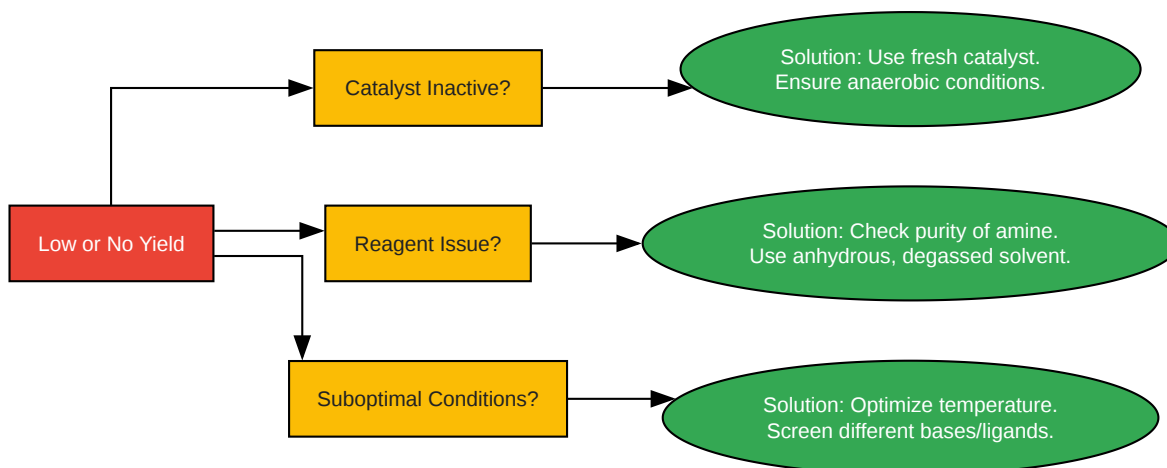 Solution: Use fresh catalyst.
Ensure anaerobic conditions.
Catalyst Inactive?
Low or No Yield
Reagent Issue?
Solution: Check purity of amine.
Use anhydrous, degassed solvent.
Suboptimal Conditions?
Solution: Optimize temperature.
Screen different bases/ligands.